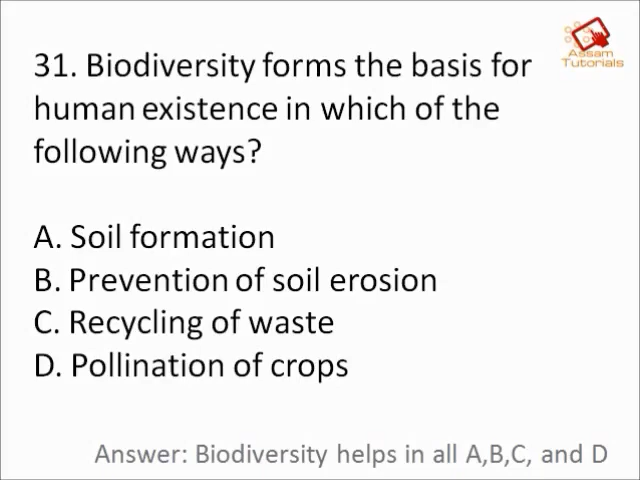 Assam
Tutorials
31. Biodiversity forms the basis for
human existence in which of the
following ways?
A. Soil formation
B. Prevention of soil erosion
C. Recycling of waste
D. Pollination of crops
Answer: Biodiversity helps in all A,B,C, and D